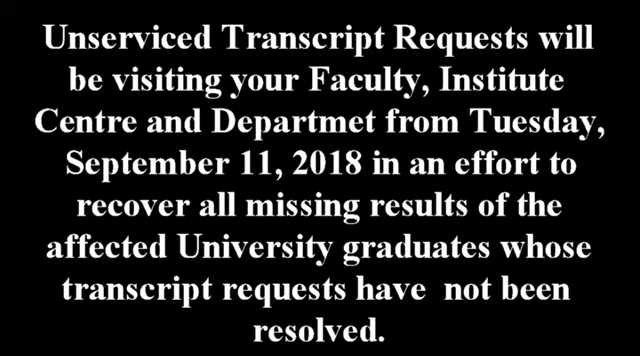 Unserviced Transcript Requests will
be visiting your Faculty, Institute
Centre and Departmet from Tuesday,
September 11, 2018 in an effort to
recover all missing results of the
affected University graduates whose
transcript requests have  not been
resolved.